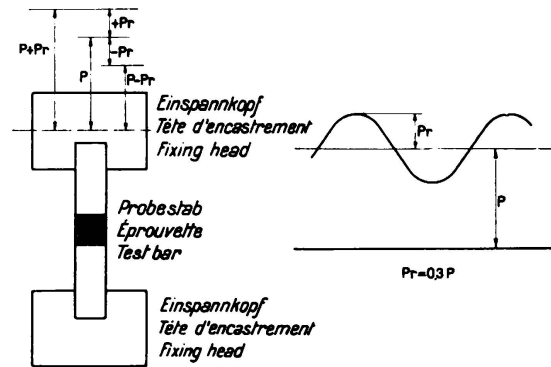 +Pr
P+Pr
P
-Pr
P-Pr
Einspannkopf
Tête d'encastrement
Fixing head
Pr
P
Probestab
Éprouvette
Test bar
Pr=0,3 P
Einspannkopf
Tête d'encastrement
Fixing head